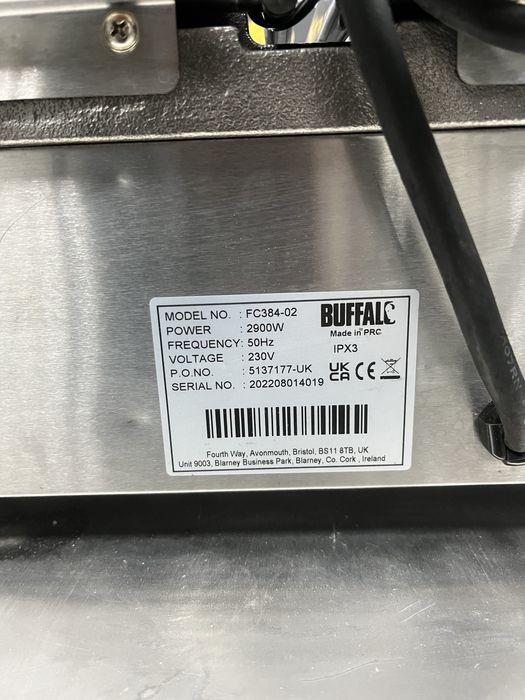 MODEL NO. : FC384-02
POWER : 2900W
FREQUENCY : 50Hz
VOLTAGE : 230V
P.O.NO. : 5137177-UK
SERIAL NO. : 202208014019
BUFFALO
Made in PRC
IPX3
UK
CA CE
Fourth Way, Avonmouth, Bristol, BS11 8TB, UK
Unit 9003, Blarney Business Park, Blarney, Co. Cork , Ireland